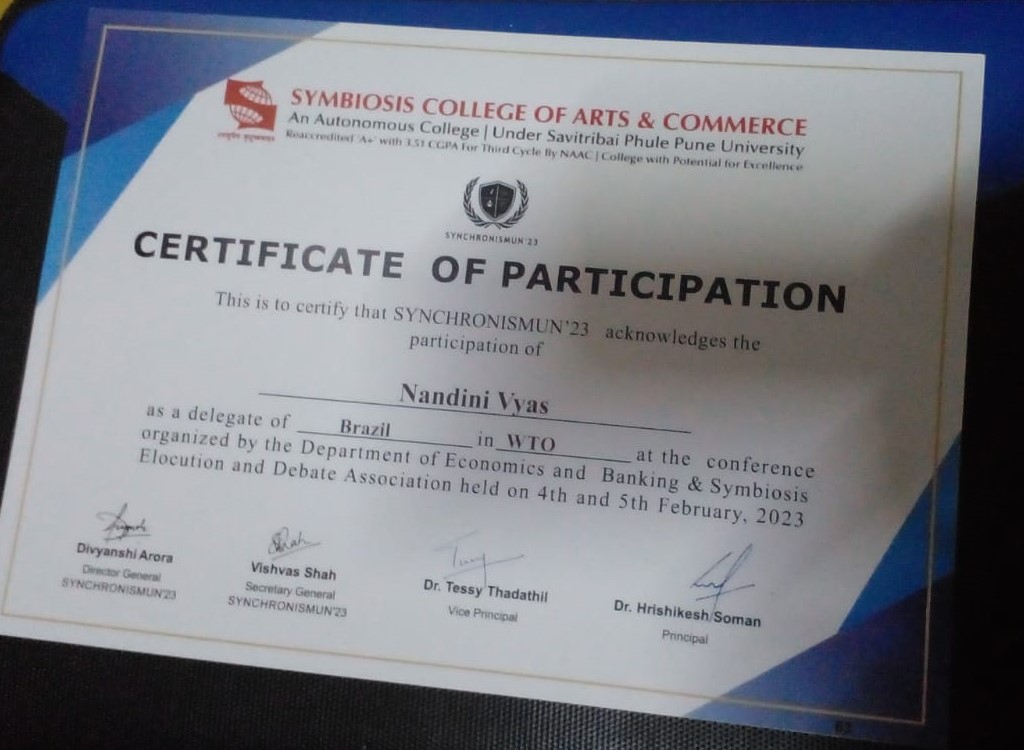 SYMBIOSIS COLLEGE OF ARTS & COMMERCE
An Autonomous College | Under Savitribai Phule Pune University
Reaccredited 'A+' with 3.51 CGPA For Third Cycle By NAAC | College with Potential for Excellence
SYNCHRONISMUN'23
CERTIFICATE OF PARTICIPATION
This is to certify that SYNCHRONISMUN'23 acknowledges the
participation of
Nandini Vyas
as a delegate of Brazil in WTO at the conference
organized by the Department of Economics and Banking & Symbiosis
Elocution and Debate Association held on 4th and 5th February, 2023
Divyanshi Arora
Director General
SYNCHRONISMUN'23
Vishvas Shah
Secretary General
SYNCHRONISMUN'23
Dr. Tessy Thadathil
Vice Principal
Dr. Hrishikesh Soman
Principal